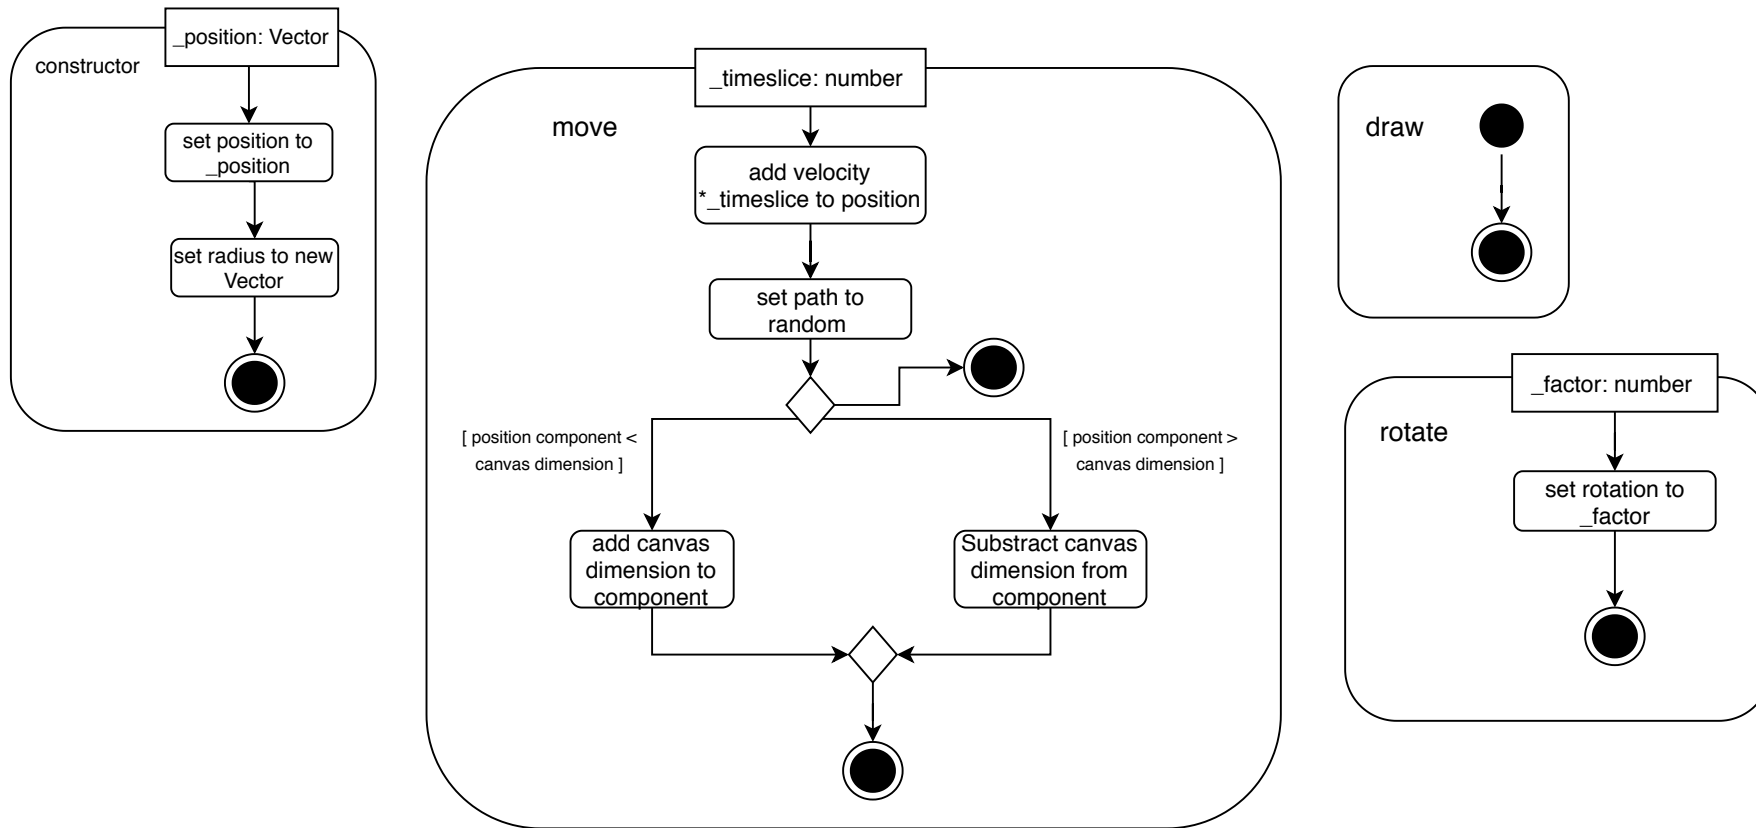 _position: Vector
constructor
set position to
_position
set radius to new
Vector
_timeslice: number
move
add velocity
*_timeslice to position
set path to
random
[ position component <
canvas dimension ]
[ position component >
canvas dimension ]
add canvas
dimension to
component
Substract canvas
dimension from
component
draw
_factor: number
rotate
set rotation to
_factor